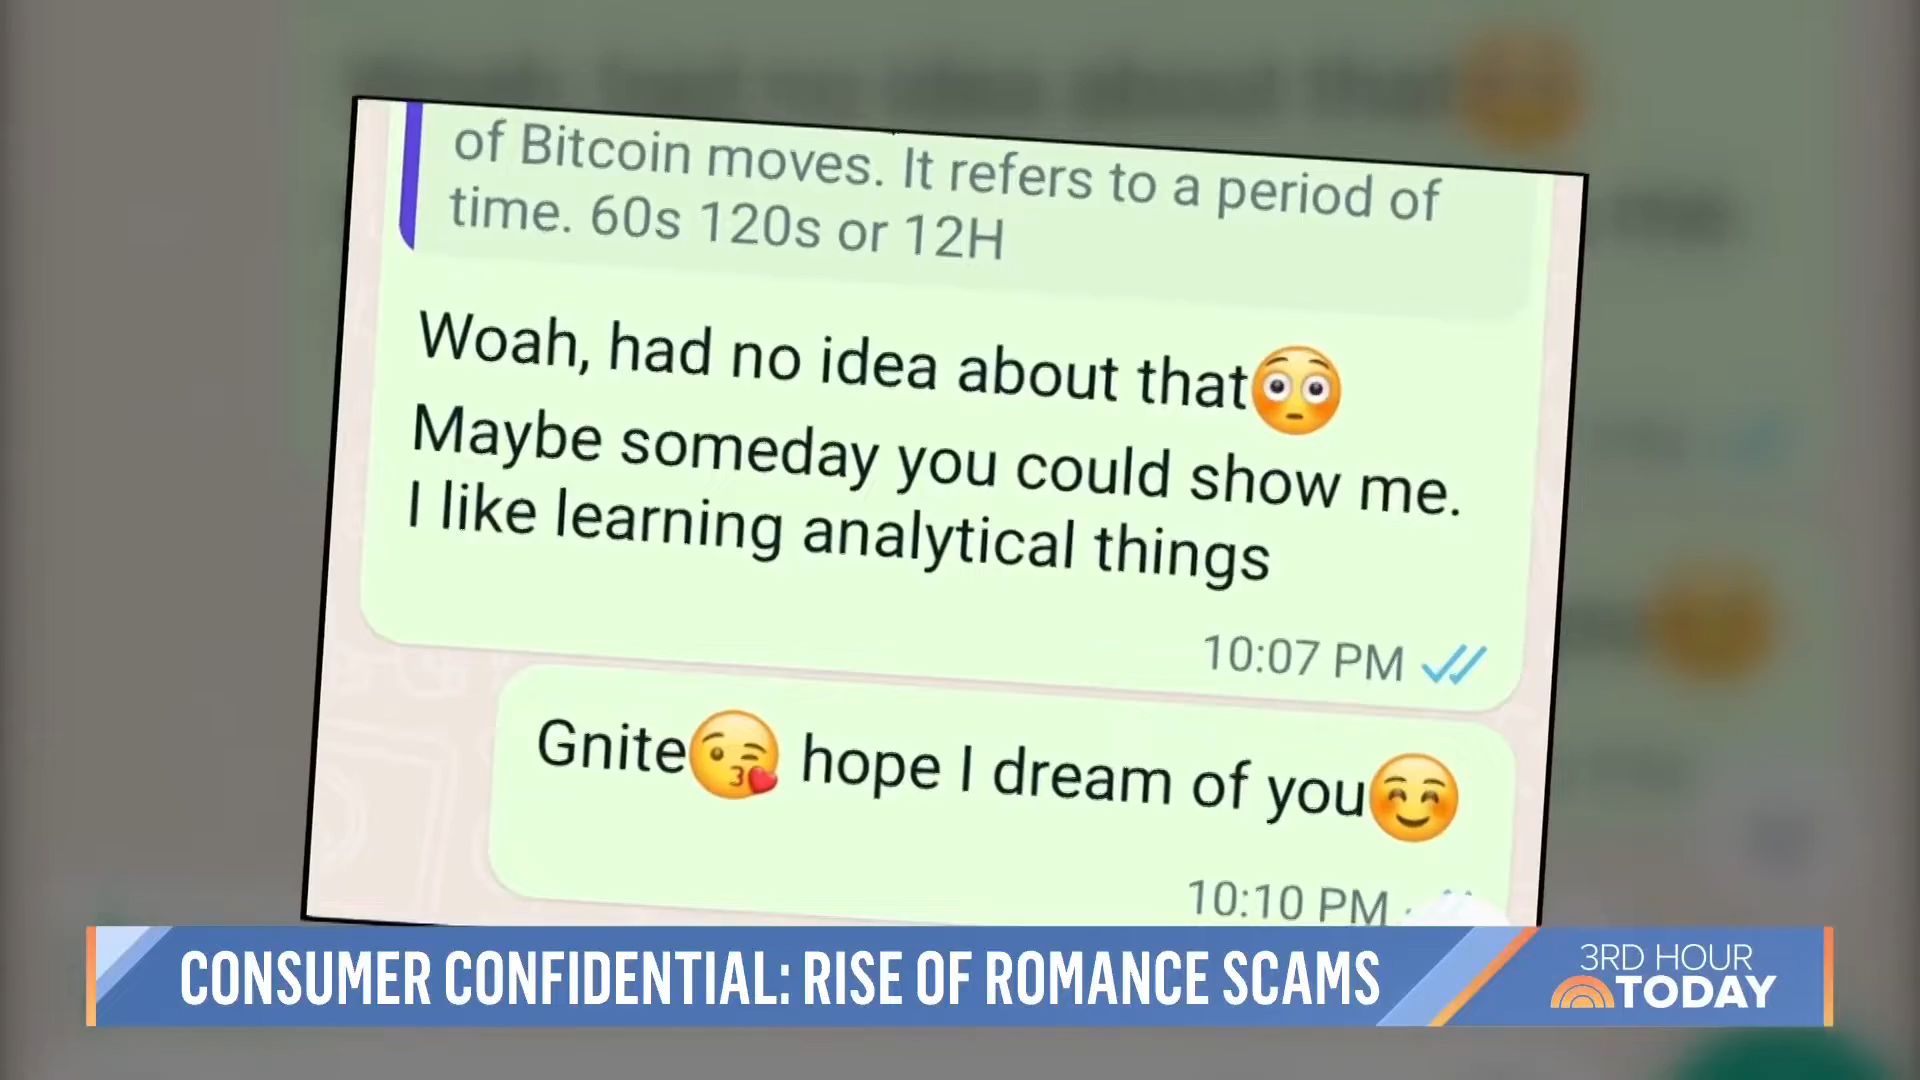 of Bitcoin moves. It refers to a period of
time. 60s 120s or 12H
Woah, had no idea about that😳
Maybe someday you could show me.
I like learning analytical things
10:07 PM
Gnite😘 hope I dream of you☺️
10:10 PM
CONSUMER CONFIDENTIAL: RISE OF ROMANCE SCAMS
3RD HOUR
TODAY